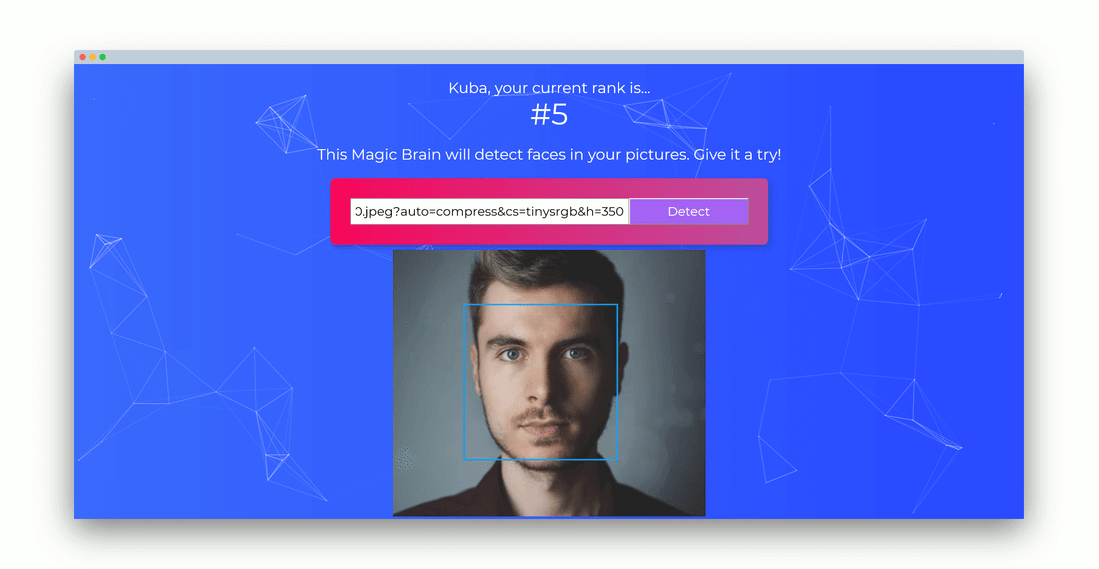 Kuba, your current rank is...
#5
This Magic Brain will detect faces in your pictures. Give it a try!
.jpeg?auto=compress&cs=tinysrgb&h=350
Detect